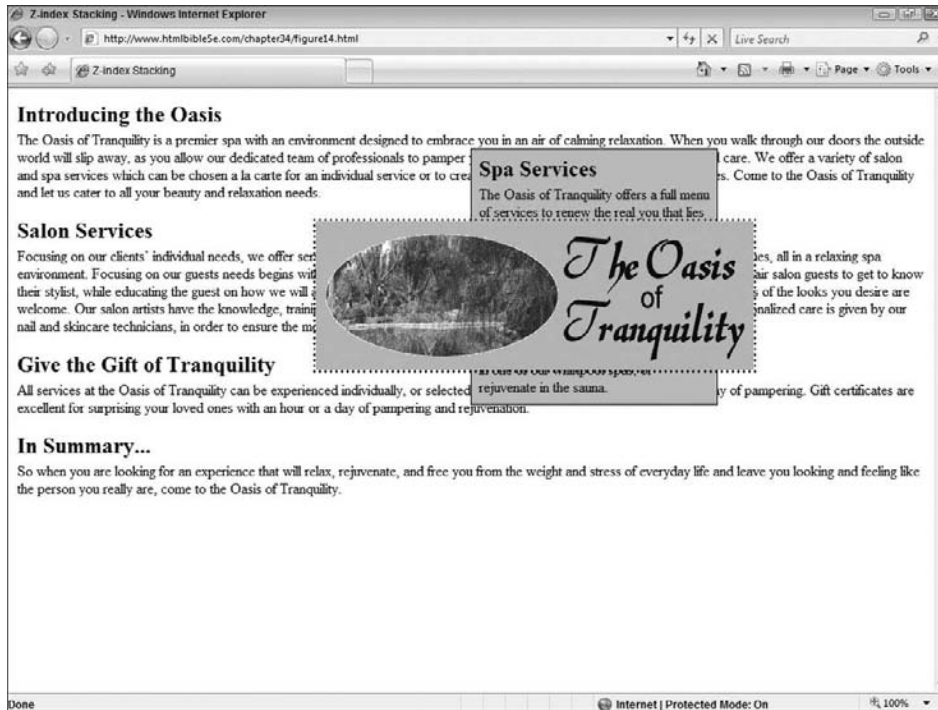 Z-Index Stacking - Windows Internet Explorer
http://www.htmlbible5e.com/chapter34/figure14.html
Live Search
Z-Index Stacking
Page
Tools
Introducing the Oasis
The Oasis of Tranquility is a premier spa with an environment designed to embrace you in an air of calming relaxation. When you walk through our doors the outside
world will slip away, as you allow our dedicated team of professionals to pamper
l care. We offer a variety of salon
and spa services which can be chosen a la carte for an individual service or to crea
es. Come to the Oasis of Tranquility
and let us cater to all your beauty and relaxation needs.
Spa Services
The Oasis of Tranquility offers a full menu
of services to renew the real you that lies
Salon Services
Focusing on our clients' individual needs, we offer ser
es, all in a relaxing spa
environment. Focusing on our guests needs begins wit
air salon guests to get to know
their stylist, while educating the guest on how we will a
s of the looks you desire are
welcome. Our salon artists have the knowledge, traini
onalized care is given by our
nail and skincare technicians, in order to ensure the m
The Oasis
of
Tranquility
in one of our whirlpool spas, or
rejuvenate in the sauna.
Give the Gift of Tranquility
All services at the Oasis of Tranquility can be experienced individually, or selected
y of pampering. Gift certificates are
excellent for surprising your loved ones with an hour or a day of pampering and rejuvenation.
In Summary...
So when you are looking for an experience that will relax, rejuvenate, and free you from the weight and stress of everyday life and leave you looking and feeling like
the person you really are, come to the Oasis of Tranquility.
Done
Internet | Protected Mode: On
100%